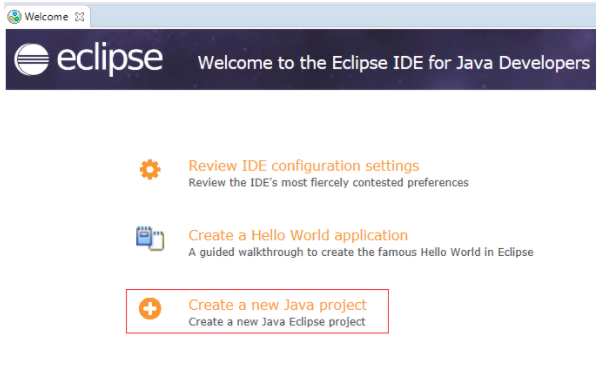 Welcome
eclipse Welcome to the Eclipse IDE for Java Developers
Review IDE configuration settings
Review the IDE's most fiercely contested preferences
Create a Hello World application
A guided walkthrough to create the famous Hello World in Eclipse
Create a new Java project
Create a new Java Eclipse project